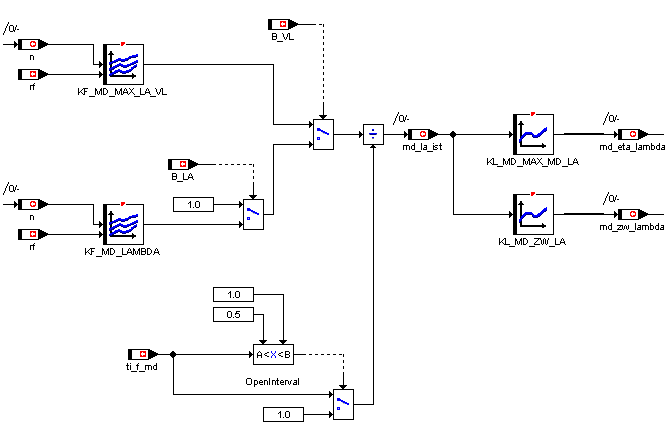 /0/-
B_VL
n
rf
KF_MD_MAX_LA_VL
/0/-
÷
md_la_ist
KL_MD_MAX_MD_LA
/0/-
md_eta_lambda
B_LA
1.0
/0/-
n
rf
KF_MD_LAMBDA
KL_MD_ZW_LA
/0/-
md_zw_lambda
1.0
0.5
A<X<B
ti_f_md
OpenInterval
1.0